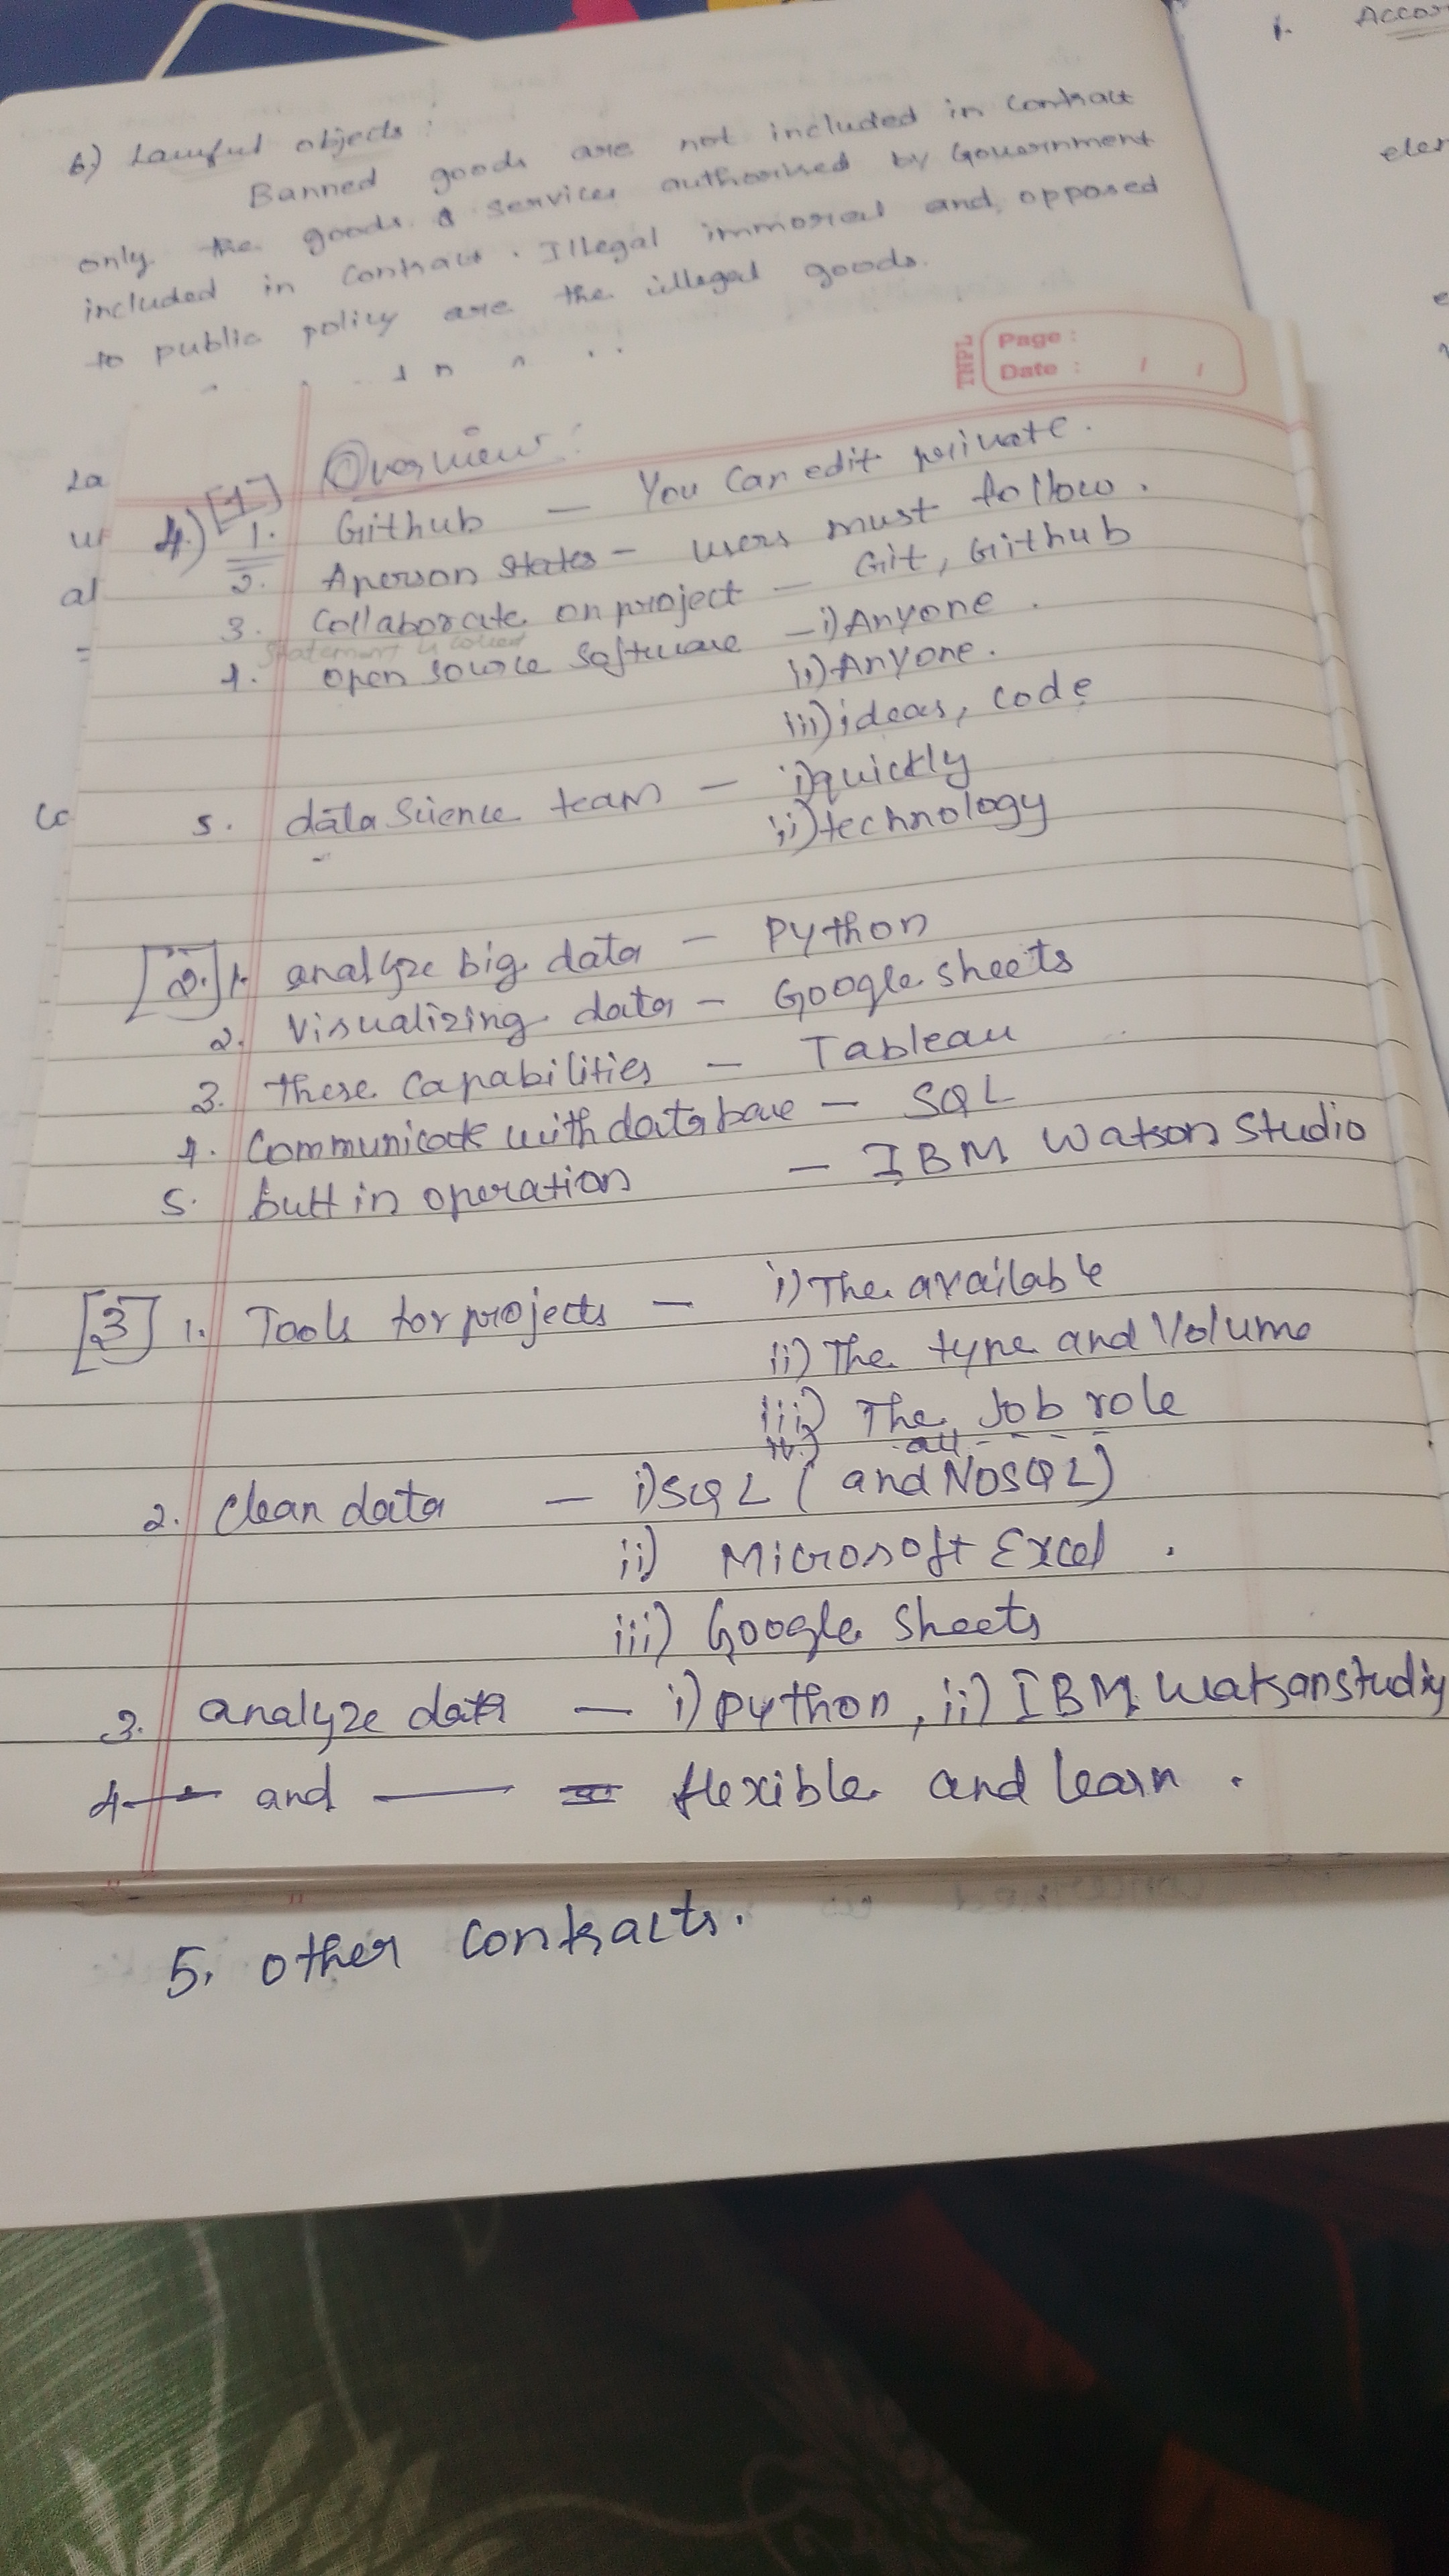 6.) Lawful objects :
Banned goods are not included in contract
only the goods & services authorised by Government
included in contract. Illegal immoral and opposed
to public policy are the illegal goods.
1. Accou
eler
TNPL
Page :
Date : / /
La
al
Overview :
4.) [1] 1. Github — You can edit private.
2. Aperson states — users must follow.
3. Collaborate on project — Git, Github
Statement is correct
4. open source software — i) Anyone.
ii) Anyone.
iii) ideas, code
5. data science team — i) quickly
ii) technology
[2.] 1. analyze big data — Python
2. Visualizing data — Google sheets
3. These capabilities — Tableau
4. Communicate with database — SQL
5. butt in operation — IBM Watson Studio
[3] 1. Tools for projects — i) The available
ii) The type and Volume
iii) The Job role
iv.) all - - - -
2. clean data — i) SQL (and NOSQL)
ii) Microsoft Excel .
iii) Google sheets
3. analyze data — i) Python, ii) IBM Watsonstudiy
4 — and — = flexible and learn .
5. other contracts.